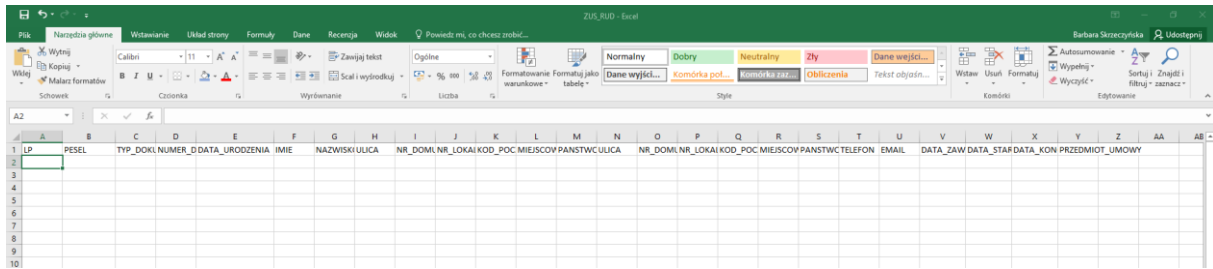 ZUS_RUD - Excel
Plik Narzędzia główne Wstawianie Układ strony Formuły Dane Recenzja Widok Powiedz mi, co chcesz zrobić... Barbara Skrzeczyńska Udostępnij
Wklej Wytnij Kopiuj Malarz formatów
Calibri 11 A A Zawijaj tekst Ogólne
B I U A Scal i wyśrodkuj % 000
Formatowanie warunkowe Formatuj jako tabelę
Normalny Dobry Neutralny Zły Dane wejści...
Dane wyjści... Komórka poł... Komórka zaz... Obliczenia Tekst objaśn...
Wstaw Usuń Formatuj
Autosumowanie Wypełnij Wyczyść
Sortuj i filtruj Znajdź i zaznacz
Schowek Czcionka Wyrównanie Liczba Style Komórki Edytowanie
A2 fx
A B C D E F G H I J K L M N O P Q R S T U V W X Y Z AA AB
1 LP PESEL TYP_DOKU NUMER_D DATA_URODZENIA IMIE NAZWISK ULICA NR_DOMU NR_LOKAL KOD_POC MIEJSCOW PANSTWC ULICA NR_DOMU NR_LOKAL KOD_POC MIEJSCOW PANSTWC TELEFON EMAIL DATA_ZAW DATA_STAR DATA_KON PRZEDMIOT_UMOWY
2
3
4
5
6
7
8
9
10